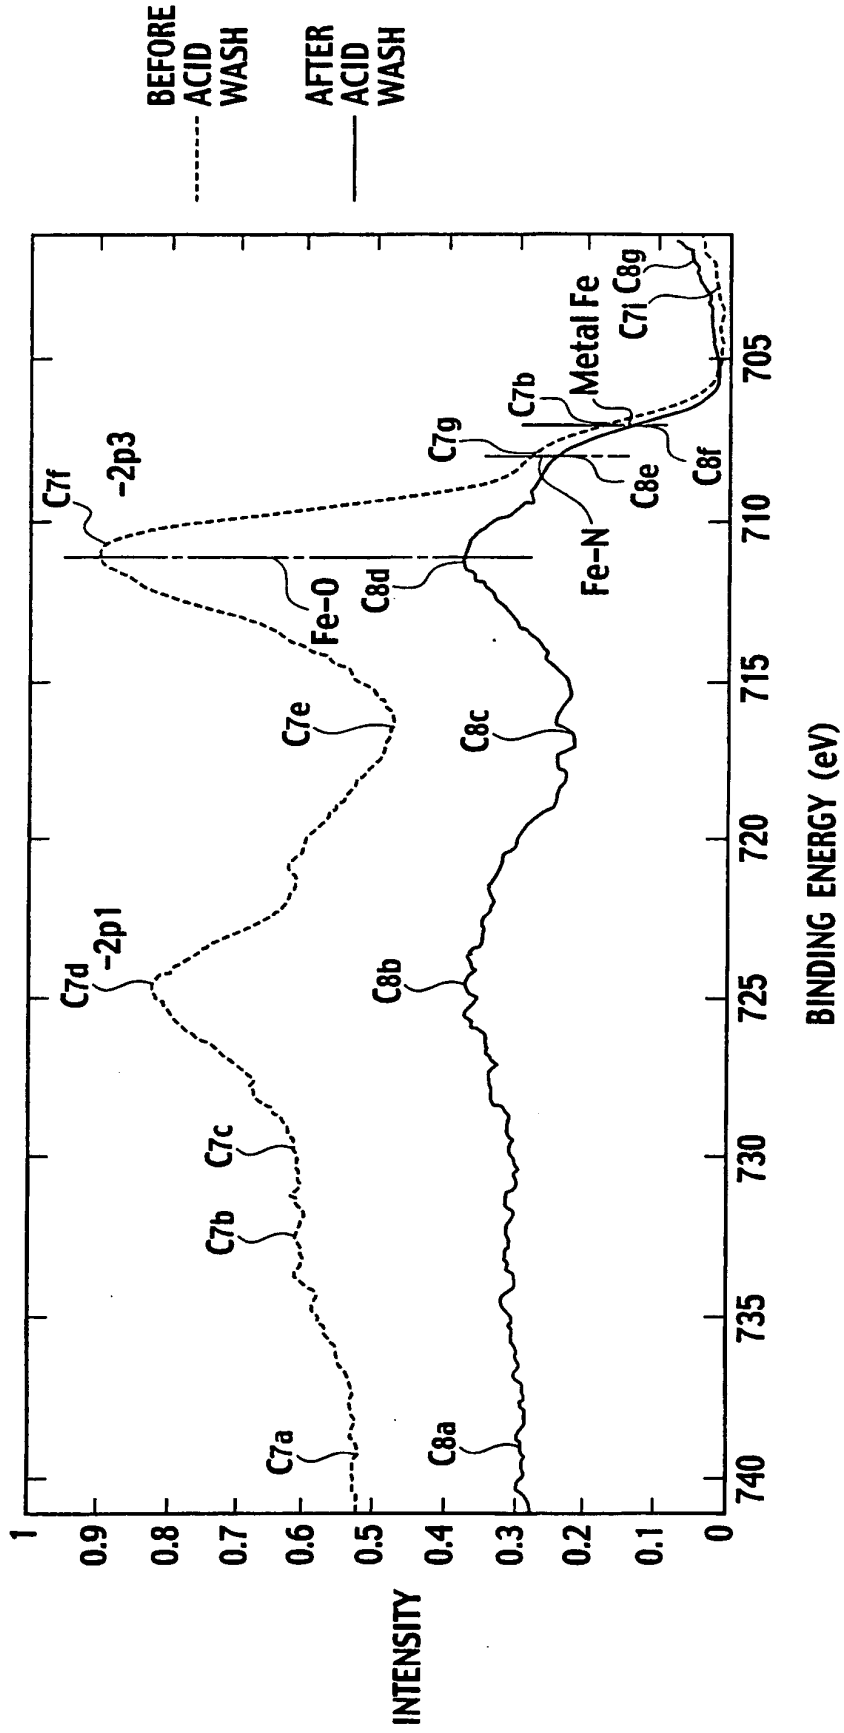 BEFORE
ACID
WASH
AFTER
ACID
WASH
INTENSITY
1
0.9
0.8
0.7
0.6
0.5
0.4
0.3
0.2
0.1
0
C7a
C7b
C7c
C7d
-2p1
C7e
C7f
-2p3
Fe-O
C7g
C7b
Metal Fe
C7i
C8g
C8a
C8b
C8c
C8d
Fe-N
C8e
C8f
740
735
730
725
720
715
710
705
BINDING ENERGY (eV)